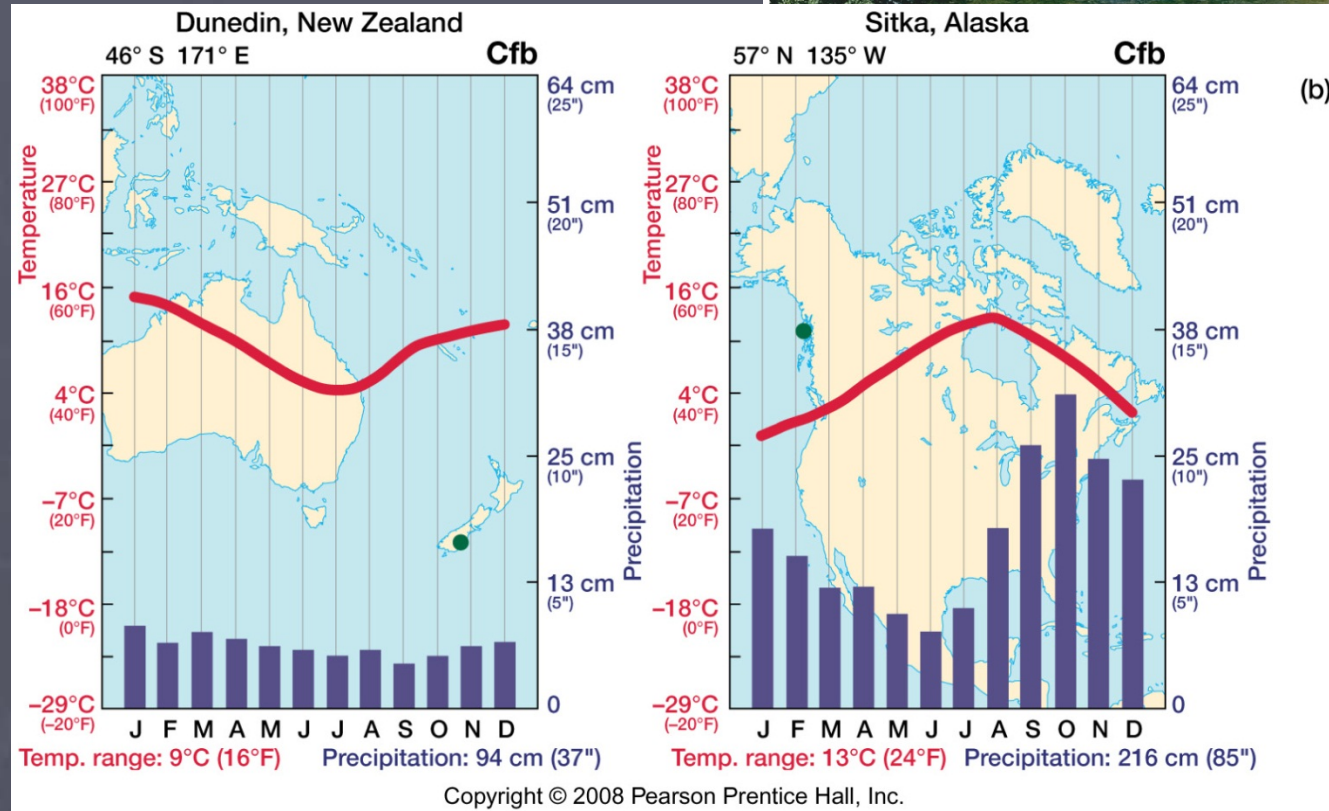 Dunedin, New Zealand
46° S 171° E Cfb
Temperature
38°C
(100°F)
27°C
(80°F)
16°C
(60°F)
4°C
(40°F)
–7°C
(20°F)
–18°C
(0°F)
–29°C
(–20°F)
64 cm
(25")
51 cm
(20")
38 cm
(15")
25 cm
(10")
13 cm
(5")
0
Precipitation
J F M A M J J A S O N D
Temp. range: 9°C (16°F) Precipitation: 94 cm (37")
Sitka, Alaska
57° N 135° W Cfb
Temperature
38°C
(100°F)
27°C
(80°F)
16°C
(60°F)
4°C
(40°F)
–7°C
(20°F)
–18°C
(0°F)
–29°C
(–20°F)
64 cm
(25")
51 cm
(20")
38 cm
(15")
25 cm
(10")
13 cm
(5")
0
Precipitation
J F M A M J J A S O N D
Temp. range: 13°C (24°F) Precipitation: 216 cm (85")
(b)
Copyright © 2008 Pearson Prentice Hall, Inc.